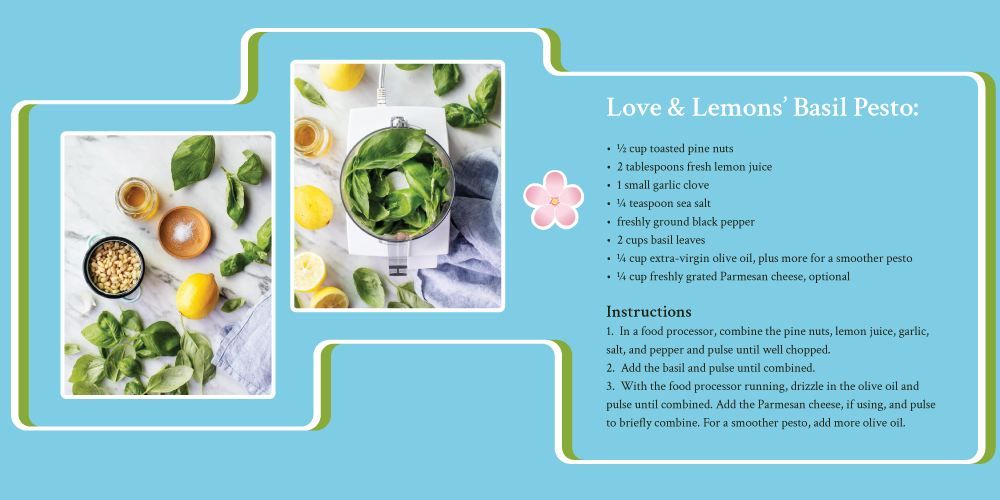 Love & Lemons’ Basil Pesto:
• ½ cup toasted pine nuts
• 2 tablespoons fresh lemon juice
• 1 small garlic clove
• ¼ teaspoon sea salt
• freshly ground black pepper
• 2 cups basil leaves
• ¼ cup extra-virgin olive oil, plus more for a smoother pesto
• ¼ cup freshly grated Parmesan cheese, optional
Instructions
1. In a food processor, combine the pine nuts, lemon juice, garlic,
salt, and pepper and pulse until well chopped.
2. Add the basil and pulse until combined.
3. With the food processor running, drizzle in the olive oil and
pulse until combined. Add the Parmesan cheese, if using, and pulse
to briefly combine. For a smoother pesto, add more olive oil.